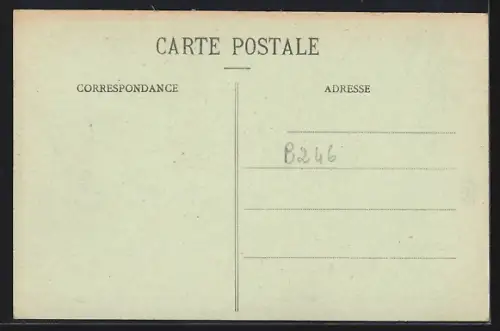 CARTE POSTALE
CORRESPONDANCE
ADRESSE
B246